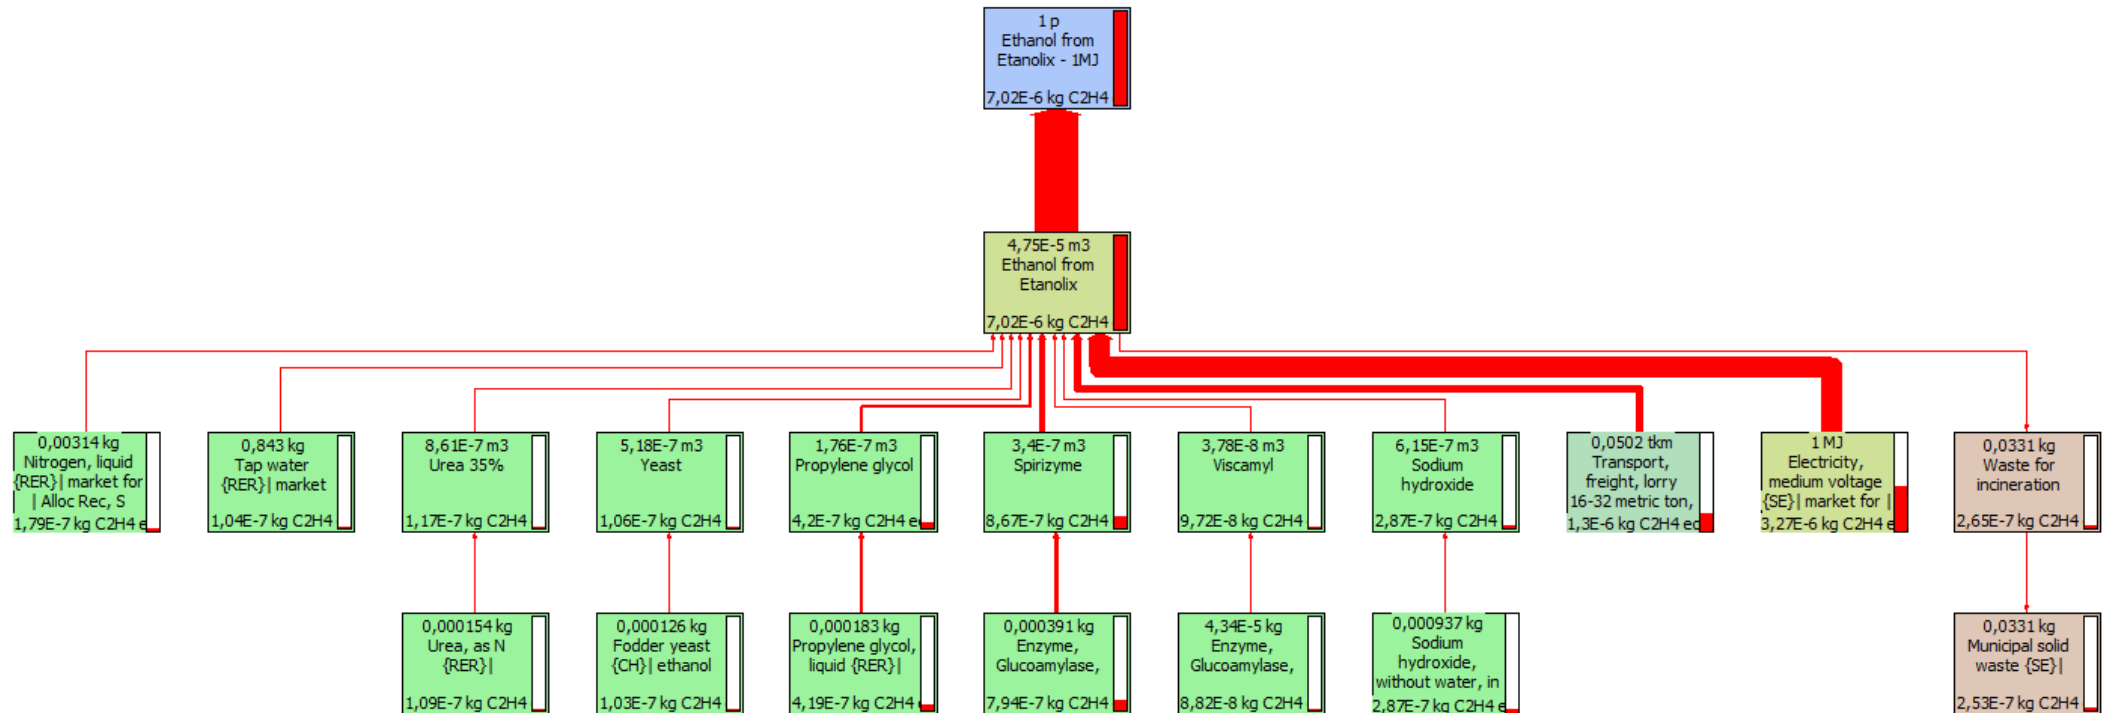 1 p
Ethanol from
Etanolix - 1MJ
7,02E-6 kg C2H4
4,75E-5 m3
Ethanol from
Etanolix
7,02E-6 kg C2H4
0,00314 kg
Nitrogen, liquid
{RER}| market for
| Alloc Rec, S
1,79E-7 kg C2H4 e
0,843 kg
Tap water
{RER}| market
1,04E-7 kg C2H4
8,61E-7 m3
Urea 35%
1,17E-7 kg C2H4
5,18E-7 m3
Yeast
1,06E-7 kg C2H4
1,76E-7 m3
Propylene glycol
4,2E-7 kg C2H4 e
3,4E-7 m3
Spirizyme
8,67E-7 kg C2H4
3,78E-8 m3
Viscamyl
9,72E-8 kg C2H4
6,15E-7 m3
Sodium
hydroxide
2,87E-7 kg C2H4
0,0502 tkm
Transport,
freight, lorry
16-32 metric ton,
1,3E-6 kg C2H4 eq
1 MJ
Electricity,
medium voltage
{SE}| market for |
3,27E-6 kg C2H4 e
0,0331 kg
Waste for
incineration
2,65E-7 kg C2H4
0,000154 kg
Urea, as N
{RER}|
1,09E-7 kg C2H4
0,000126 kg
Fodder yeast
{CH}| ethanol
1,03E-7 kg C2H4
0,000183 kg
Propylene glycol,
liquid {RER}|
4,19E-7 kg C2H4
0,000391 kg
Enzyme,
Glucoamylase,
7,94E-7 kg C2H4
4,34E-5 kg
Enzyme,
Glucoamylase,
8,82E-8 kg C2H4
0,000937 kg
Sodium
hydroxide,
without water, in
2,87E-7 kg C2H4 e
0,0331 kg
Municipal solid
waste {SE}|
2,53E-7 kg C2H4